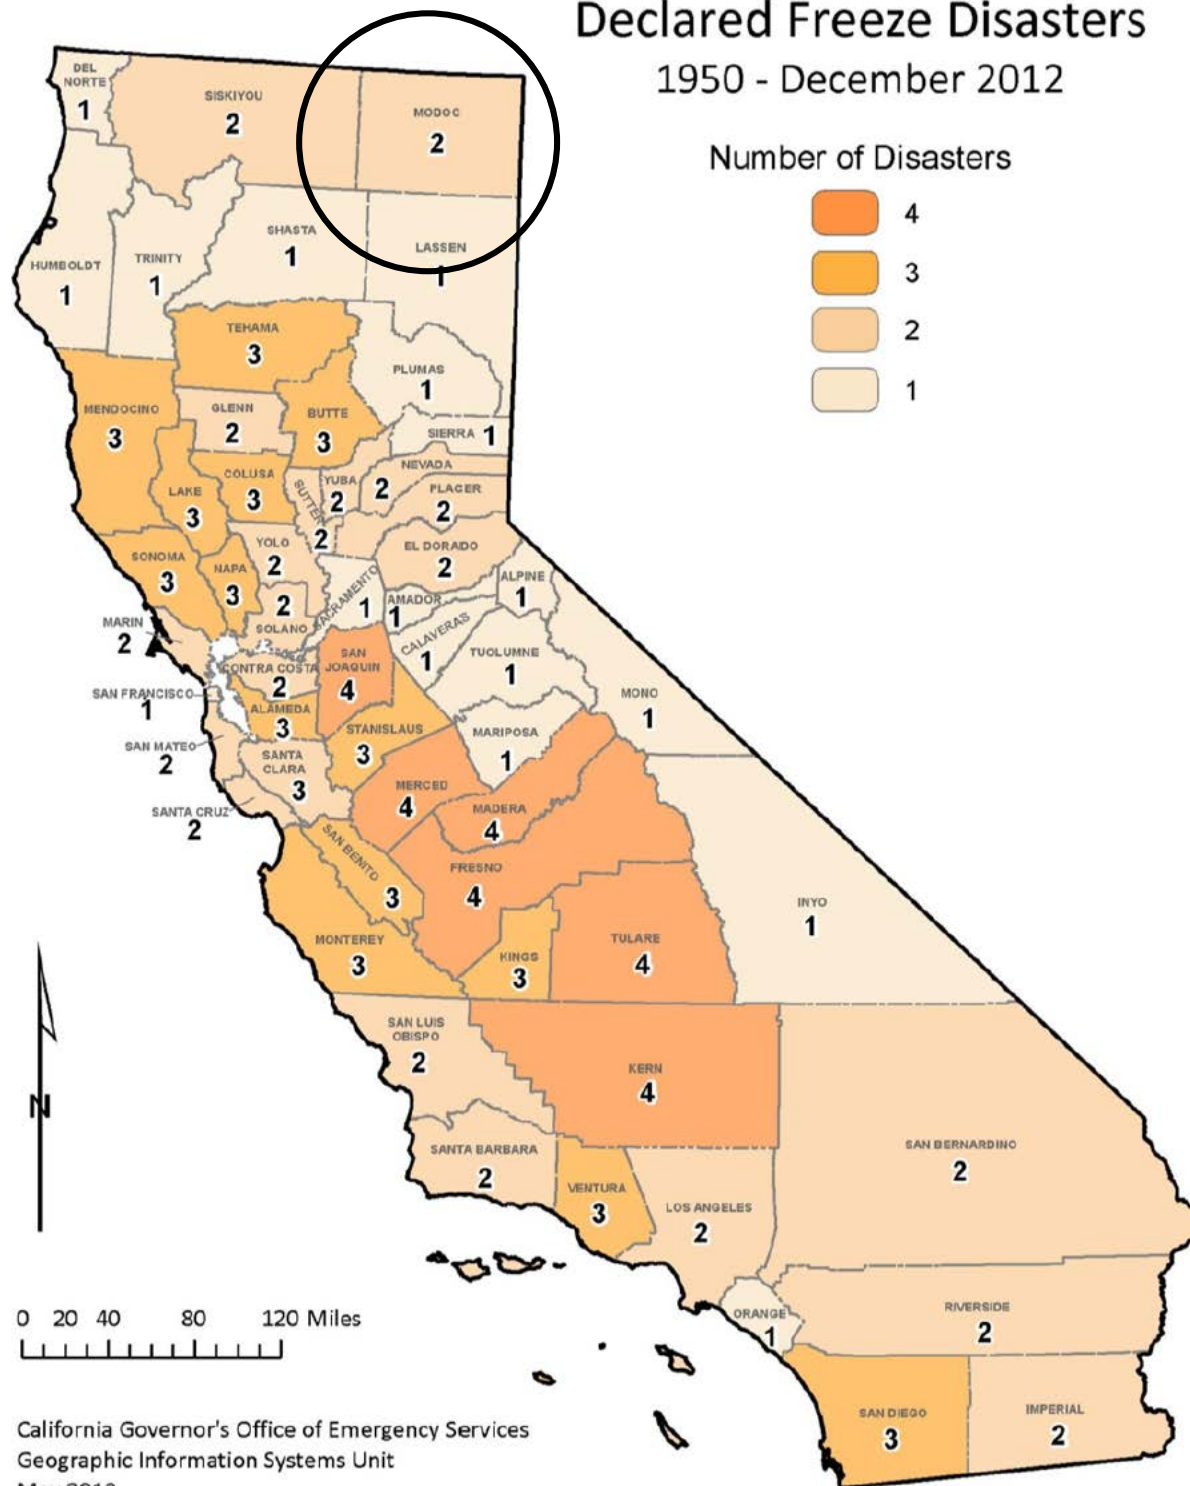 Declared Freeze Disasters
1950 - December 2012
Number of Disasters
4
3
2
1
DEL NORTE
1
SISKIYOU
2
MODOC
2
HUMBOLDT
1
TRINITY
1
SHASTA
1
LASSEN
1
TEHAMA
3
PLUMAS
1
MENDOCINO
3
GLENN
2
BUTTE
3
SIERRA 1
LAKE
3
COLUSA
3
SUTTER
2
YUBA
2
NEVADA
2
PLACER
2
SONOMA
3
NAPA
3
YOLO
2
EL DORADO
2
SOLANO
2
SACRAMENTO
1
AMADOR
1
ALPINE
1
MARIN
2
CONTRA COSTA
2
SAN JOAQUIN
4
CALAVERAS
1
TUOLUMNE
1
MONO
1
SAN FRANCISCO
1
ALAMEDA
3
STANISLAUS
3
MARIPOSA
1
SAN MATEO
2
SANTA CLARA
3
MERCED
4
MADERA
4
SANTA CRUZ
2
SAN BENITO
3
FRESNO
4
INYO
1
MONTEREY
3
KINGS
3
TULARE
4
SAN LUIS OBISPO
2
KERN
4
SAN BERNARDINO
2
SANTA BARBARA
2
VENTURA
3
LOS ANGELES
2
ORANGE
1
RIVERSIDE
2
SAN DIEGO
3
IMPERIAL
2
N
0 20 40 80 120 Miles
California Governor's Office of Emergency Services
Geographic Information Systems Unit